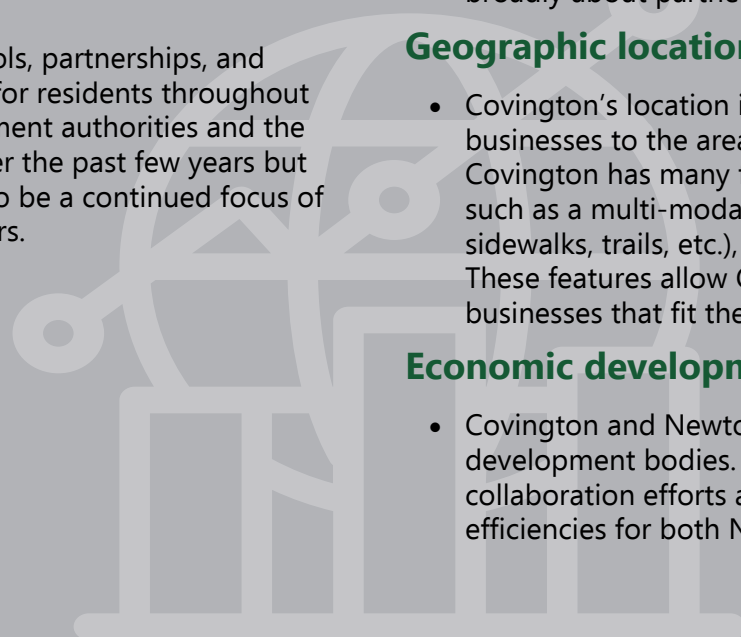 ols, partnerships, and
for residents throughout
ment authorities and the
er the past few years but
o be a continued focus of
rs.
broadly about partne
Geographic location
• Covington’s location i
businesses to the area
Covington has many f
such as a multi-moda
sidewalks, trails, etc.),
These features allow C
businesses that fit the
Economic developm
• Covington and Newto
development bodies.
collaboration efforts a
efficiencies for both N